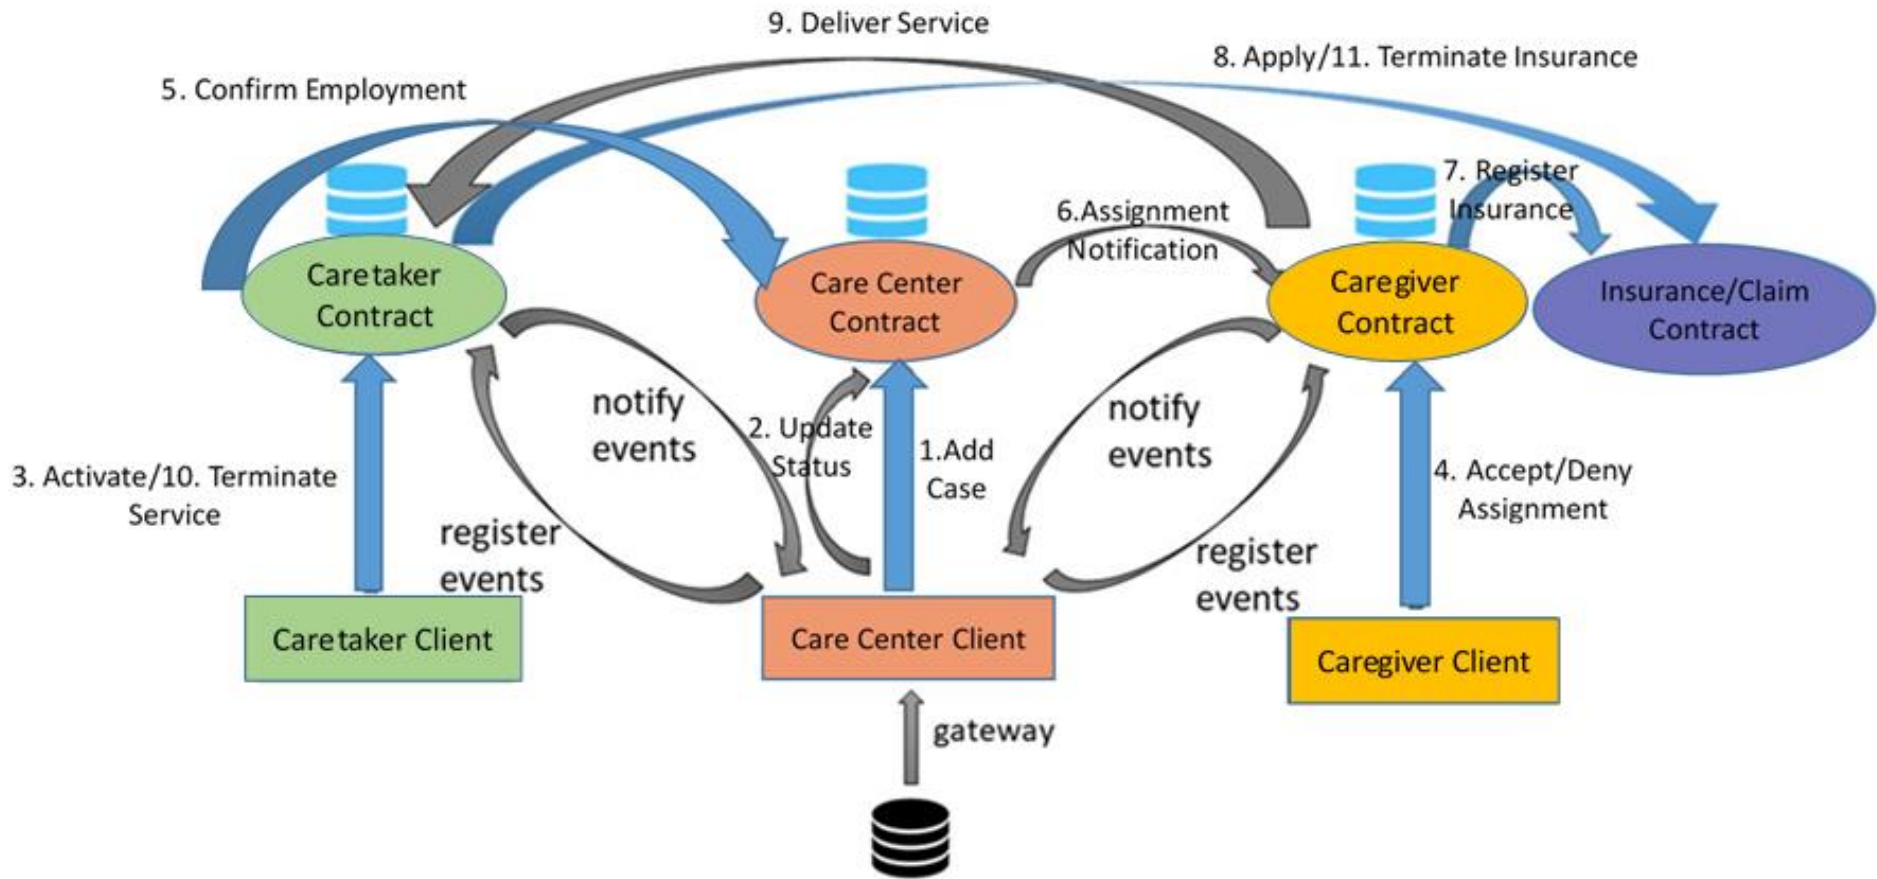 9. Deliver Service
8. Apply/11. Terminate Insurance
5. Confirm Employment
7. Register
Insurance
6.Assignment
Notification
Caretaker
Contract
Care Center
Contract
Caregiver
Contract
Insurance/Claim
Contract
notify
events
2. Update
Status
1.Add
Case
notify
events
3. Activate/10. Terminate
Service
4. Accept/Deny
Assignment
register
events
register
events
Caretaker Client
Care Center Client
Caregiver Client
gateway